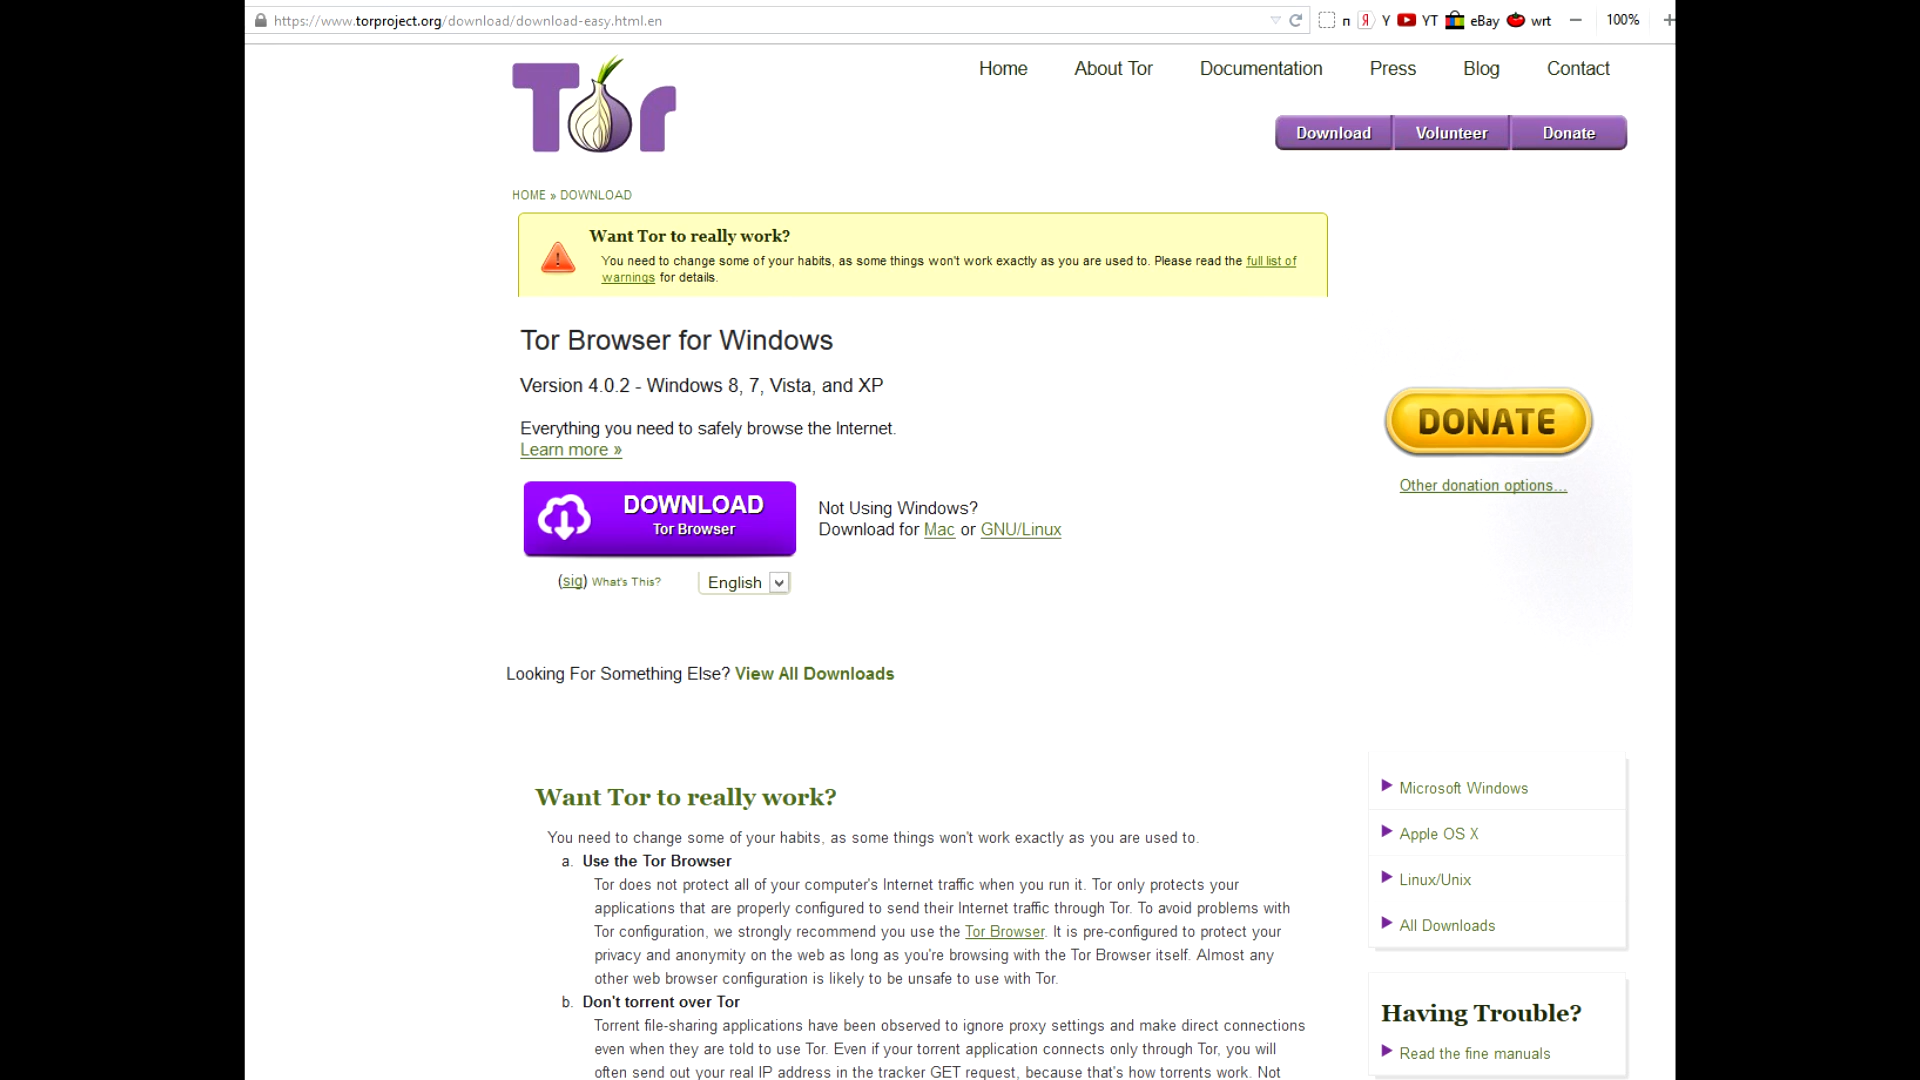 https://www.torproject.org/download/download-easy.html.en
п Я Y YT eBay wrt 100%
Tor
Home About Tor Documentation Press Blog Contact
Download Volunteer Donate
HOME » DOWNLOAD
Want Tor to really work?
You need to change some of your habits, as some things won't work exactly as you are used to. Please read the full list of
warnings for details.
Tor Browser for Windows
Version 4.0.2 - Windows 8, 7, Vista, and XP
Everything you need to safely browse the Internet.
Learn more »
DONATE
Other donation options...
DOWNLOAD
Tor Browser
Not Using Windows?
Download for Mac or GNU/Linux
(sig) What's This? English
Looking For Something Else? View All Downloads
Want Tor to really work?
You need to change some of your habits, as some things won't work exactly as you are used to.
a. Use the Tor Browser
Tor does not protect all of your computer's Internet traffic when you run it. Tor only protects your
applications that are properly configured to send their Internet traffic through Tor. To avoid problems with
Tor configuration, we strongly recommend you use the Tor Browser. It is pre-configured to protect your
privacy and anonymity on the web as long as you're browsing with the Tor Browser itself. Almost any
other web browser configuration is likely to be unsafe to use with Tor.
b. Don't torrent over Tor
Torrent file-sharing applications have been observed to ignore proxy settings and make direct connections
even when they are told to use Tor. Even if your torrent application connects only through Tor, you will
often send out your real IP address in the tracker GET request, because that's how torrents work. Not
Microsoft Windows
Apple OS X
Linux/Unix
All Downloads
Having Trouble?
Read the fine manuals